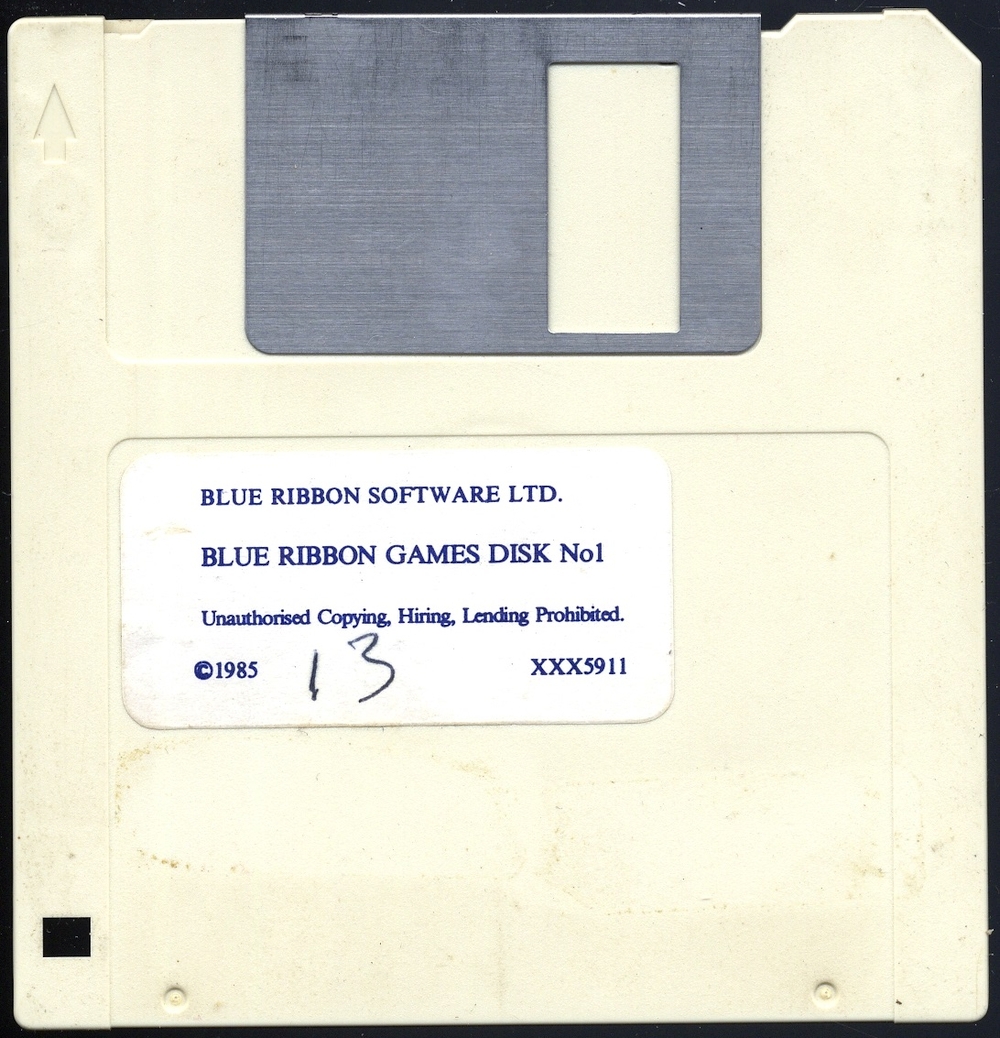 BLUE RIBBON SOFTWARE LTD.
BLUE RIBBON GAMES DISK No1
Unauthorised Copying, Hiring, Lending Prohibited.
©1985 13 XXX5911